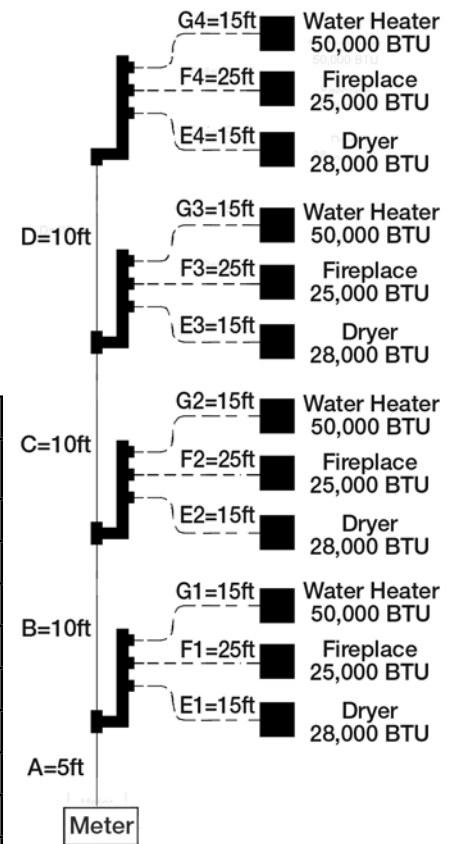 G4=15ft Water Heater
50,000 BTU
F4=25ft Fireplace
25,000 BTU
E4=15ft Dryer
28,000 BTU
D=10ft
G3=15ft Water Heater
50,000 BTU
F3=25ft Fireplace
25,000 BTU
E3=15ft Dryer
28,000 BTU
C=10ft
G2=15ft Water Heater
50,000 BTU
F2=25ft Fireplace
25,000 BTU
E2=15ft Dryer
28,000 BTU
B=10ft
G1=15ft Water Heater
50,000 BTU
F1=25ft Fireplace
25,000 BTU
E1=15ft Dryer
28,000 BTU
A=5ft
Meter